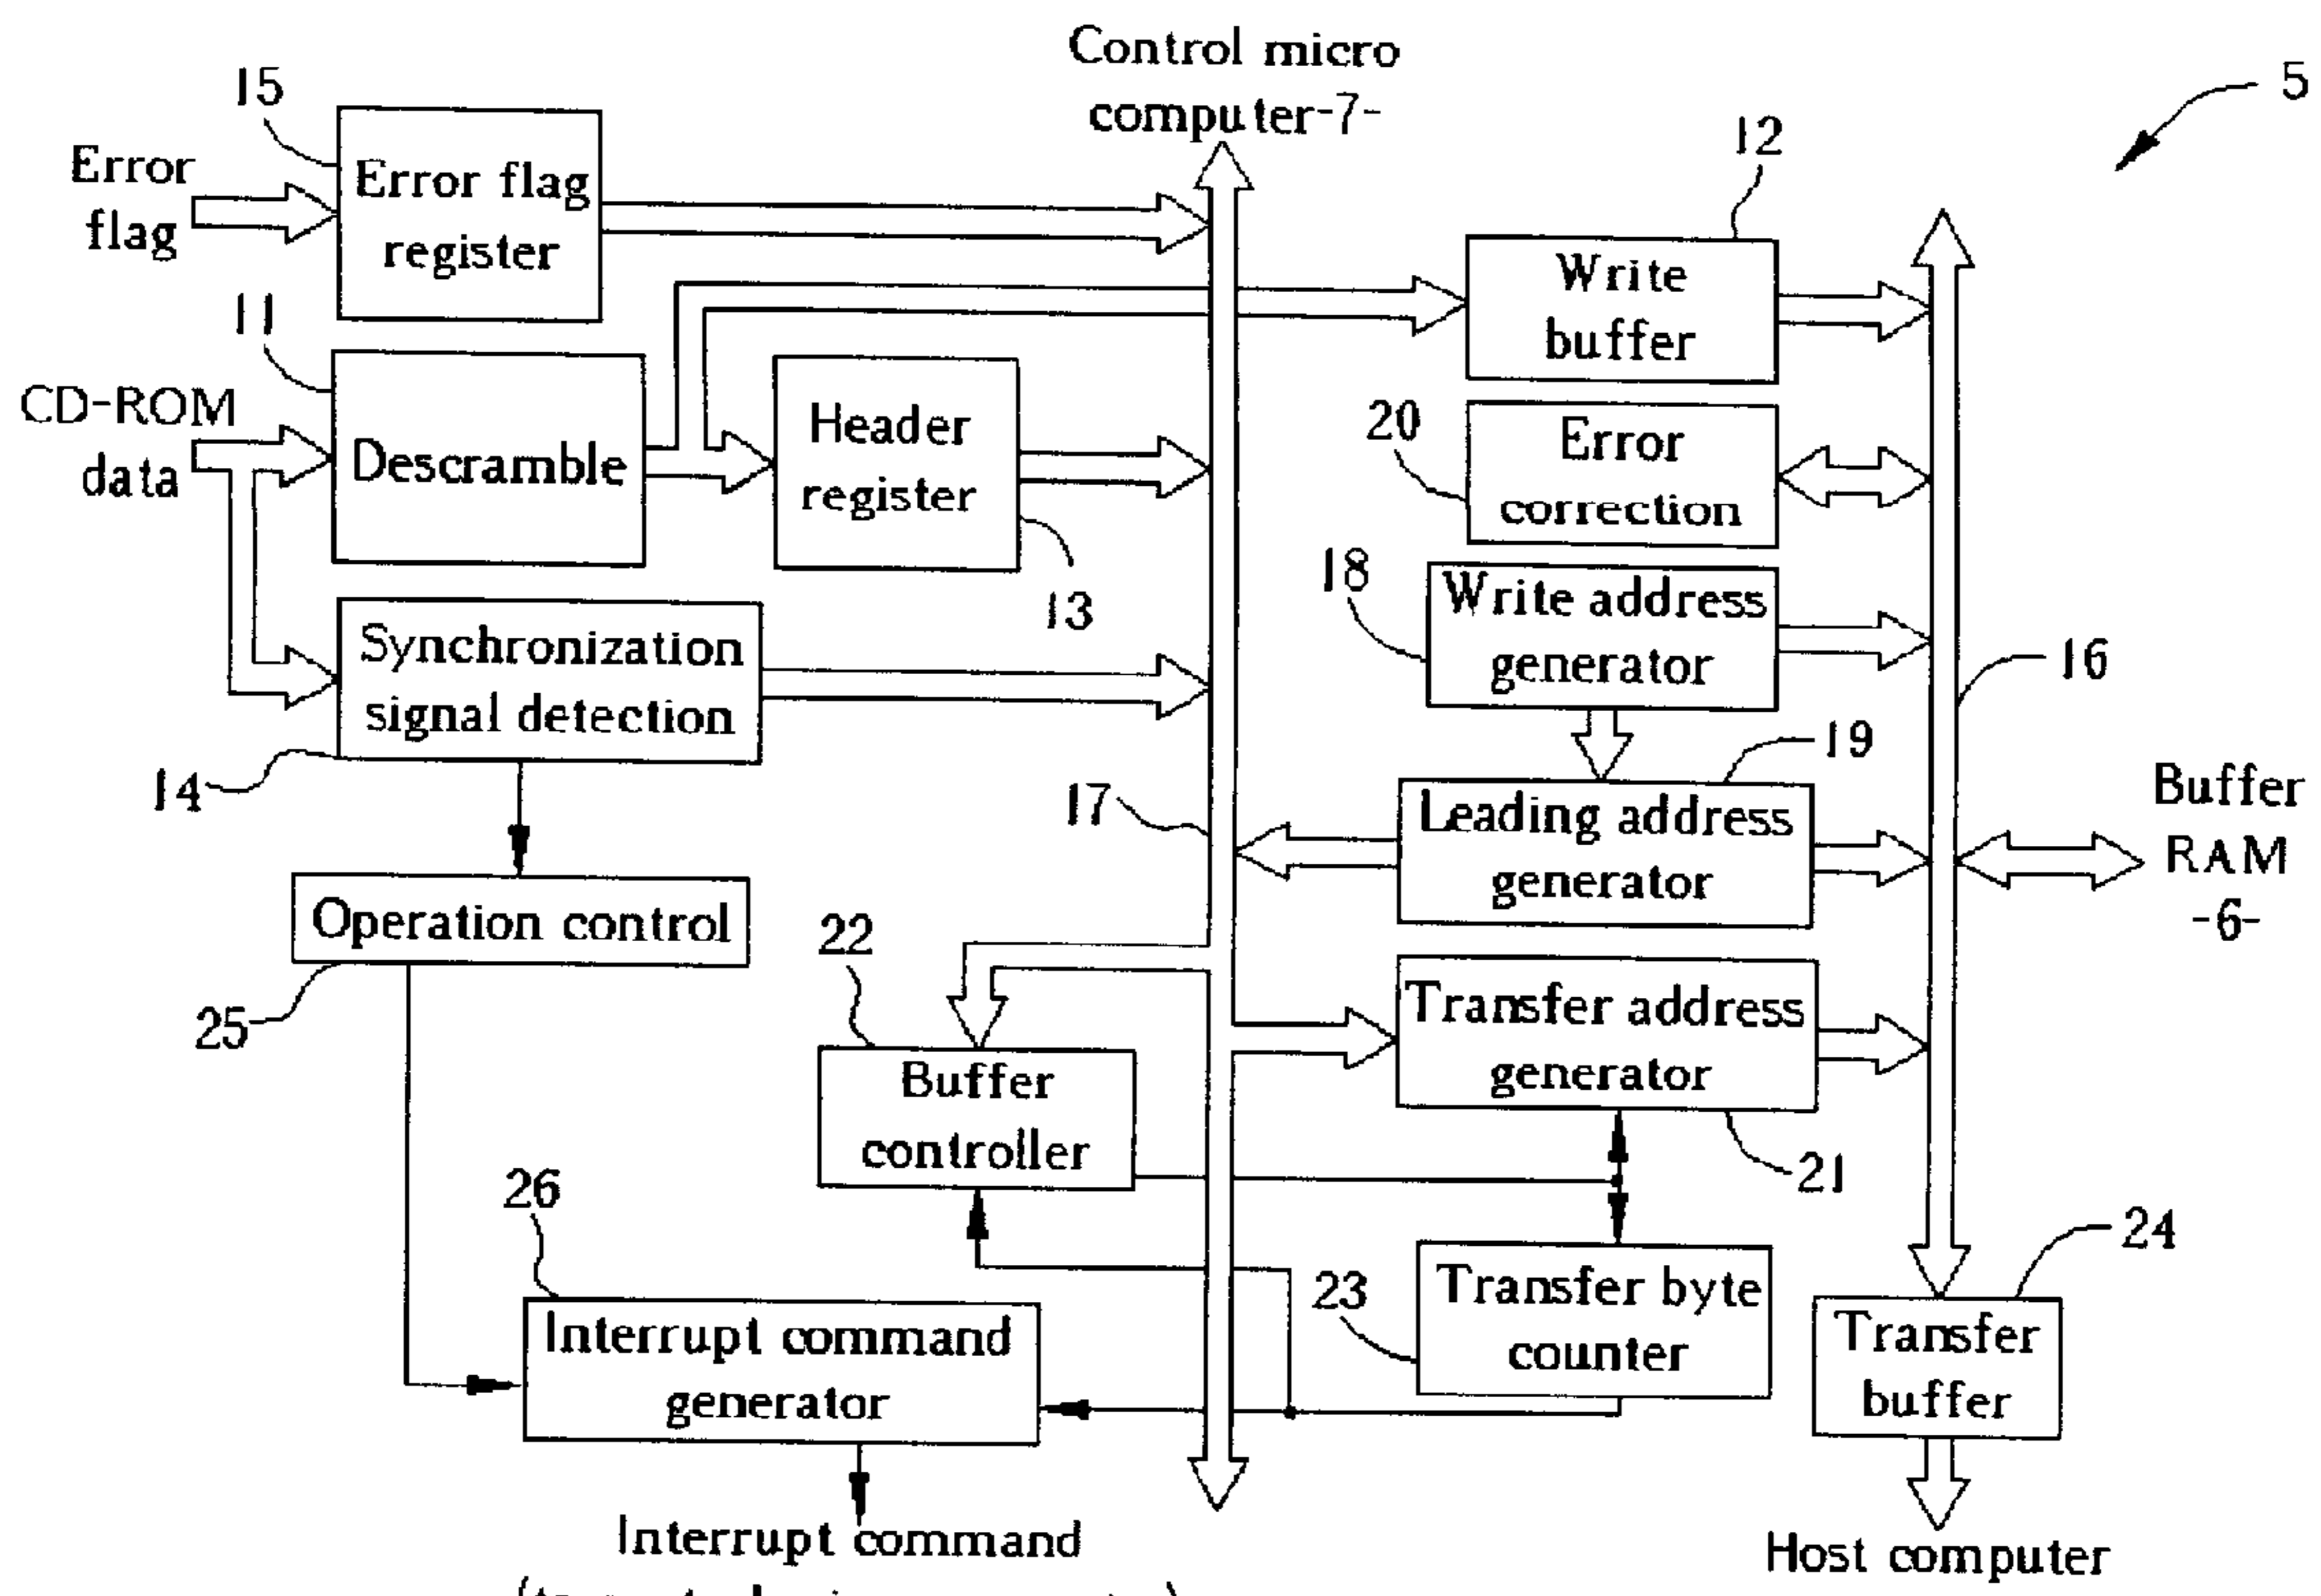 Control micro
computer-7-
5
15
Error
flag
Error flag
register
12
Write
buffer
11
CD-ROM
data
Descramble
Header
register
13
20
Error
correction
18
Write address
generator
16
Synchronization
signal detection
14
17
19
Leading address
generator
Buffer
RAM
-6-
Operation control
25
22
Buffer
controller
Transfer address
generator
21
26
Interrupt command
generator
23
Transfer byte
counter
24
Transfer
buffer
Interrupt command
Host computer